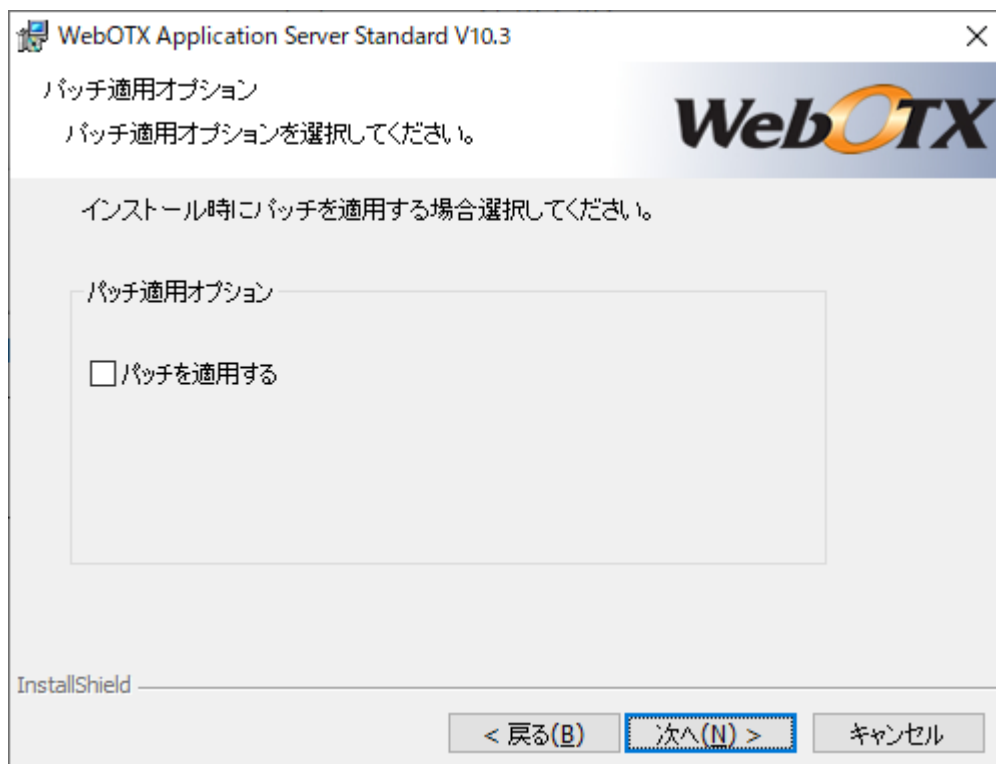 WebOTX Application Server Standard V10.3
パッチ適用オプション
パッチ適用オプションを選択してください。
WebOTX
インストール時にパッチを適用する場合選択してください。
パッチ適用オプション
パッチを適用する
InstallShield
< 戻る(B)
次へ(N) >
キャンセル